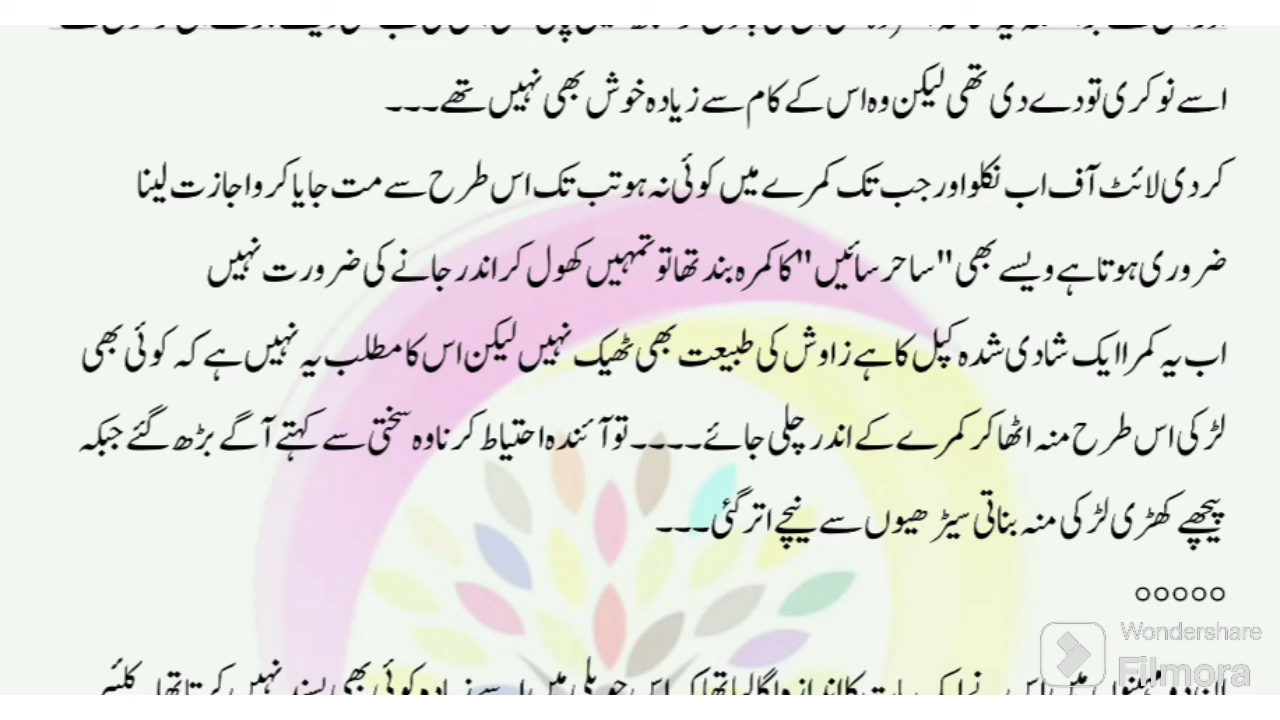 اسے نوکری تو دے دی تھی لیکن وہ اس کے کام سے زیادہ خوش بھی نہیں تھے۔۔۔
کر دی لائٹ آف اب نکلو اور جب تک کمرے میں کوئی نہ ہو تب تک اس طرح سے مت جایا کرو اجازت لینا
ضروری ہوتا ہے ویسے بھی "ساحر سائیں" کا کمرہ بند تھا تو تمہیں کھول کر اندر جانے کی ضرورت نہیں
اب یہ کمرا ایک شادی شدہ کپل کا ہے زاوش کی طبیعت بھی ٹھیک نہیں لیکن اس کا مطلب یہ نہیں ہے کہ کوئی بھی
لڑکی اس طرح منہ اٹھا کر کمرے کے اندر چلی جائے۔۔۔۔ تو آئندہ احتیاط کرنا وہ سختی سے کہتے آگے بڑھ گئے جبکہ
پیچھے کھڑی لڑکی منہ بناتی سیڑھیوں سے نیچے اتر گئی۔۔۔
○○○○○
Wondershare
Filmora